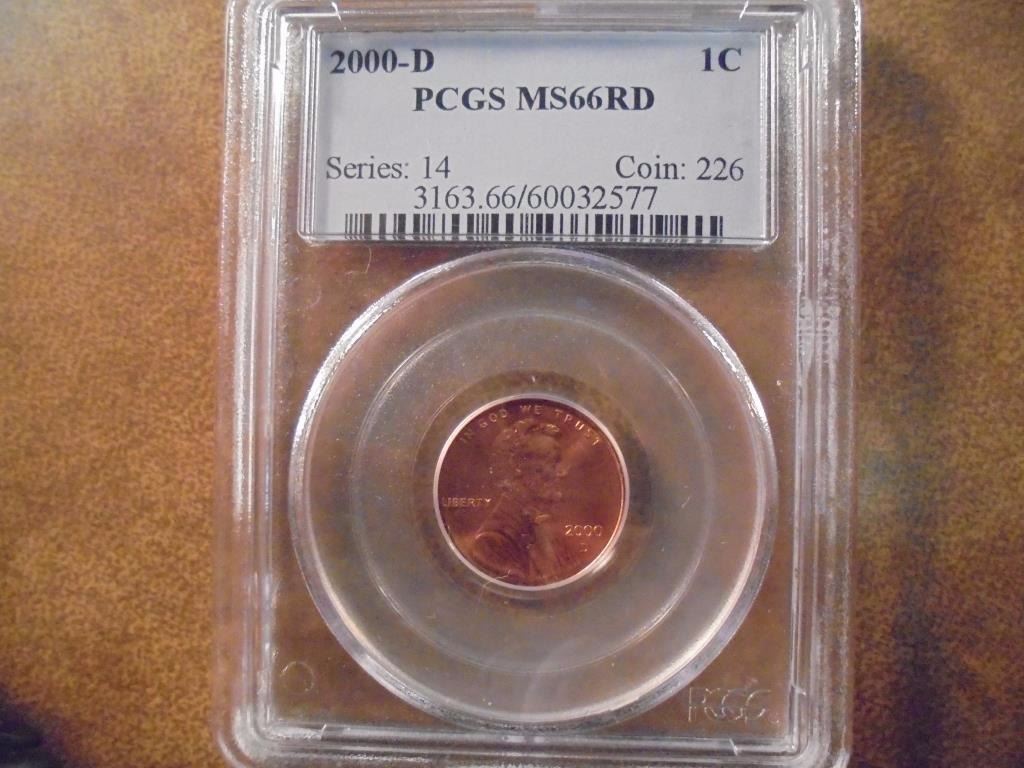 2000-D 1C
PCGS MS66RD
Series: 14 Coin: 226
3163.66/60032577
IN GOD WE TRUST
LIBERTY
2000
D
PCGS